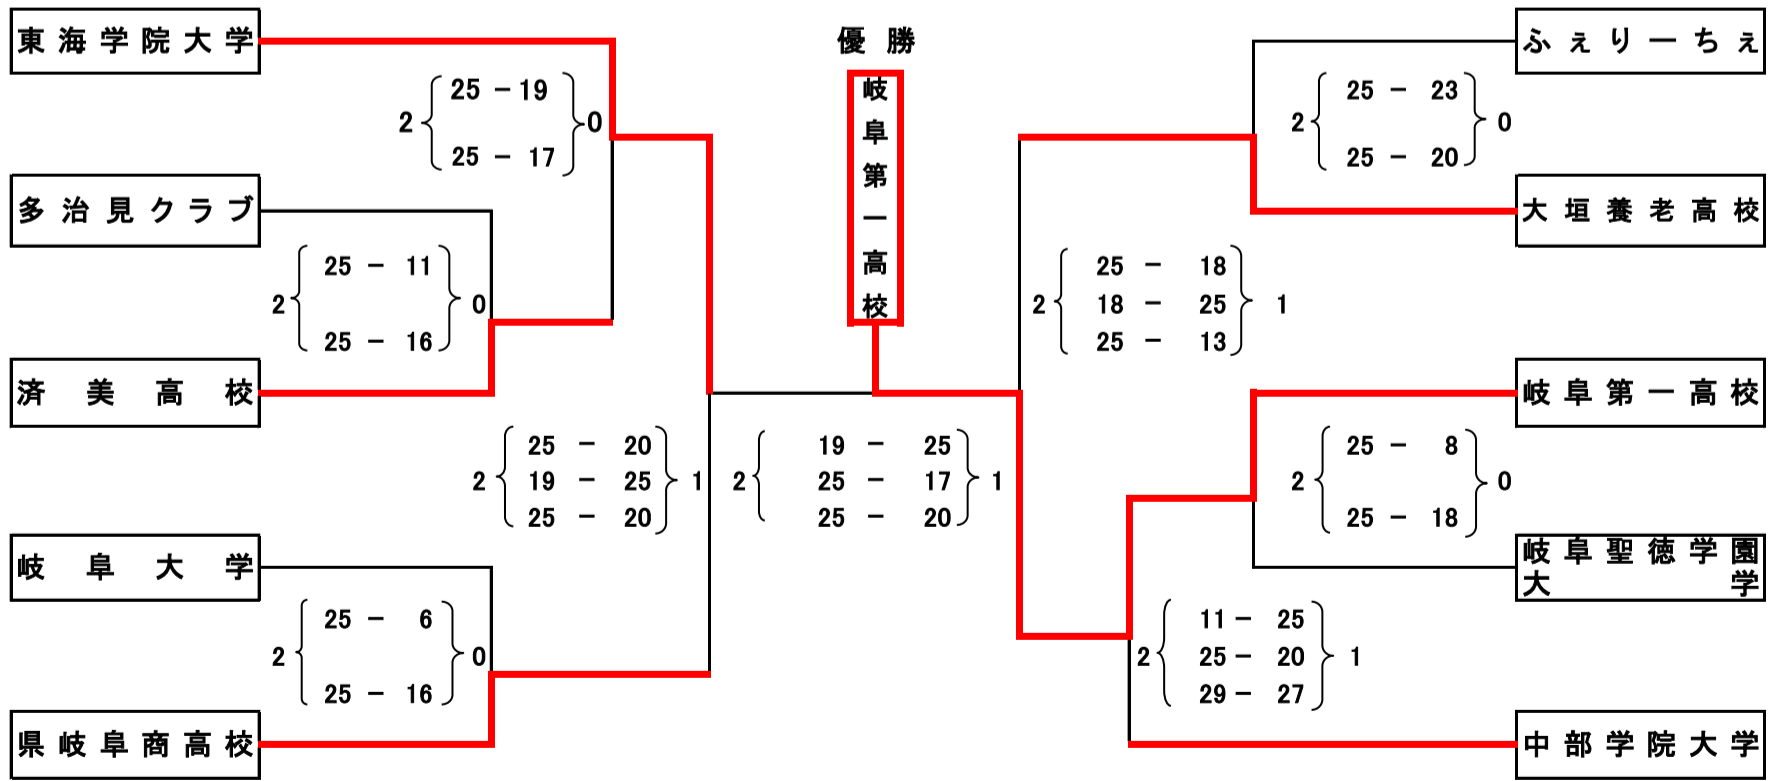 東海学院大学
優勝
ふぇりーちぇ
岐阜第一高校
2 25 - 19 0
25 - 17
2 25 - 23 0
25 - 20
多治見クラブ
大垣養老高校
2 25 - 11 0
25 - 16
2 25 - 18 1
18 - 25
25 - 13
済美高校
岐阜第一高校
2 25 - 20 1
19 - 25
25 - 20
2 19 - 25 1
25 - 17
25 - 20
2 25 - 8 0
25 - 18
岐阜大学
岐阜聖徳学園
大学
2 25 - 6 0
25 - 16
2 11 - 25 1
25 - 20
29 - 27
県岐阜商高校
中部学院大学